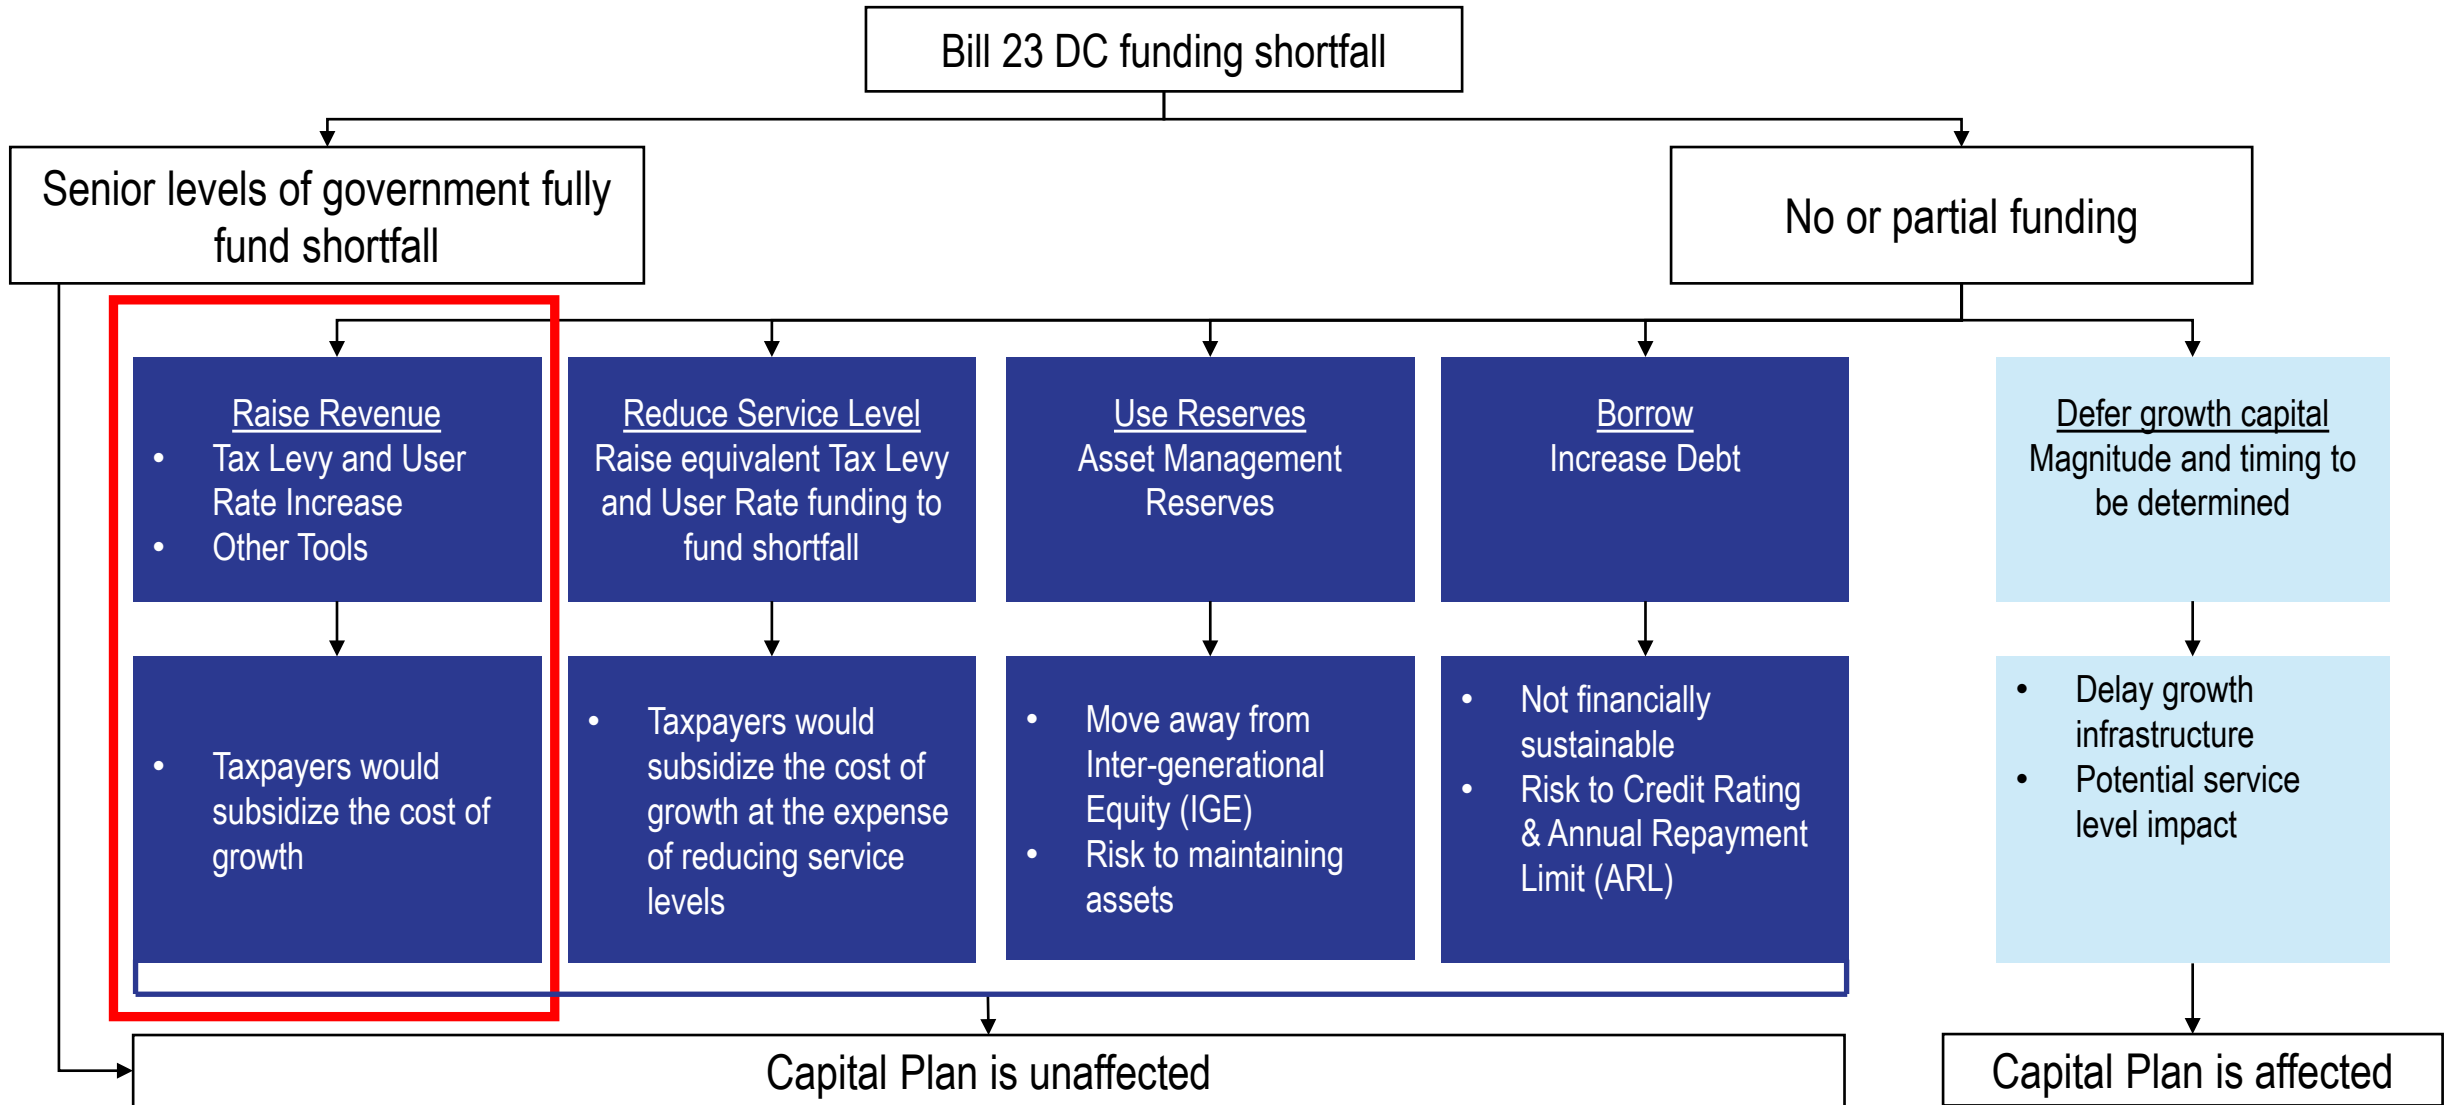 Bill 23 DC funding shortfall
Senior levels of government fully
fund shortfall
No or partial funding
Raise Revenue
• Tax Levy and User
Rate Increase
• Other Tools
Reduce Service Level
Raise equivalent Tax Levy
and User Rate funding to
fund shortfall
Use Reserves
Asset Management
Reserves
Borrow
Increase Debt
Defer growth capital
Magnitude and timing to
be determined
• Taxpayers would
subsidize the cost of
growth
• Taxpayers would
subsidize the cost of
growth at the expense
of reducing service
levels
• Move away from
Inter-generational
Equity (IGE)
• Risk to maintaining
assets
• Not financially
sustainable
• Risk to Credit Rating
& Annual Repayment
Limit (ARL)
• Delay growth
infrastructure
• Potential service
level impact
Capital Plan is unaffected
Capital Plan is affected